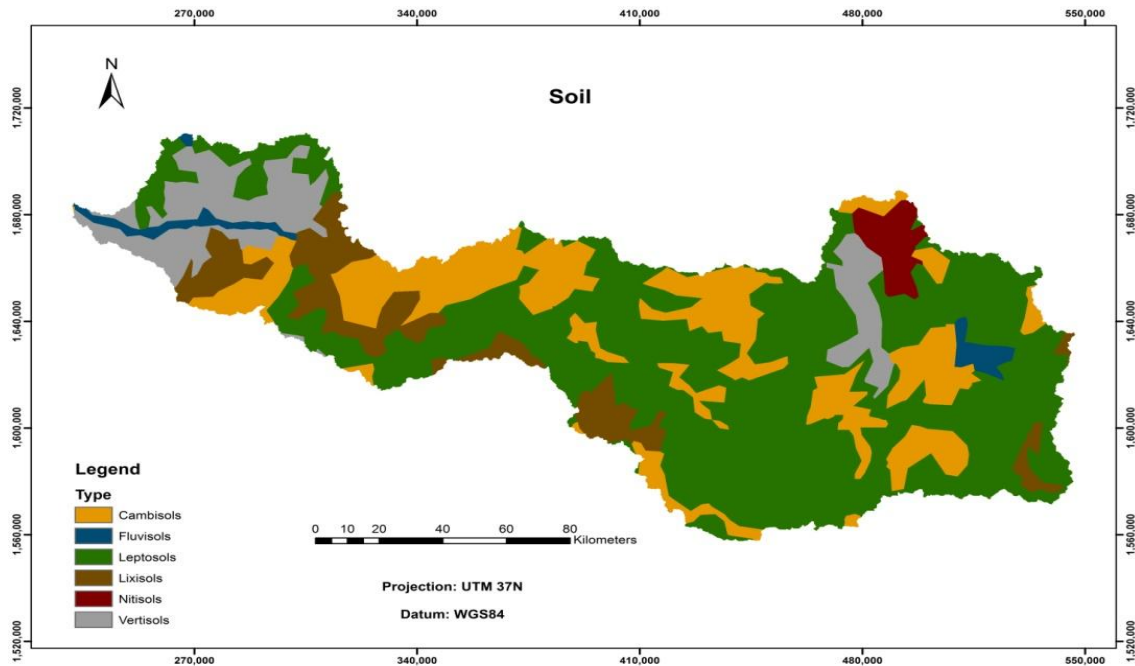 270,000 340,000 410,000 480,000 550,000
N
Soil
1,720,000 1,720,000
1,680,000 1,680,000
1,640,000 1,640,000
1,600,000 1,600,000
1,560,000 1,560,000
1,520,000 1,520,000
Legend
Type
Cambisols
Fluvisols
Leptosols
Lixisols
Nitisols
Vertisols
0 10 20 40 60 80
Kilometers
Projection: UTM 37N
Datum: WGS84
270,000 340,000 410,000 480,000 550,000